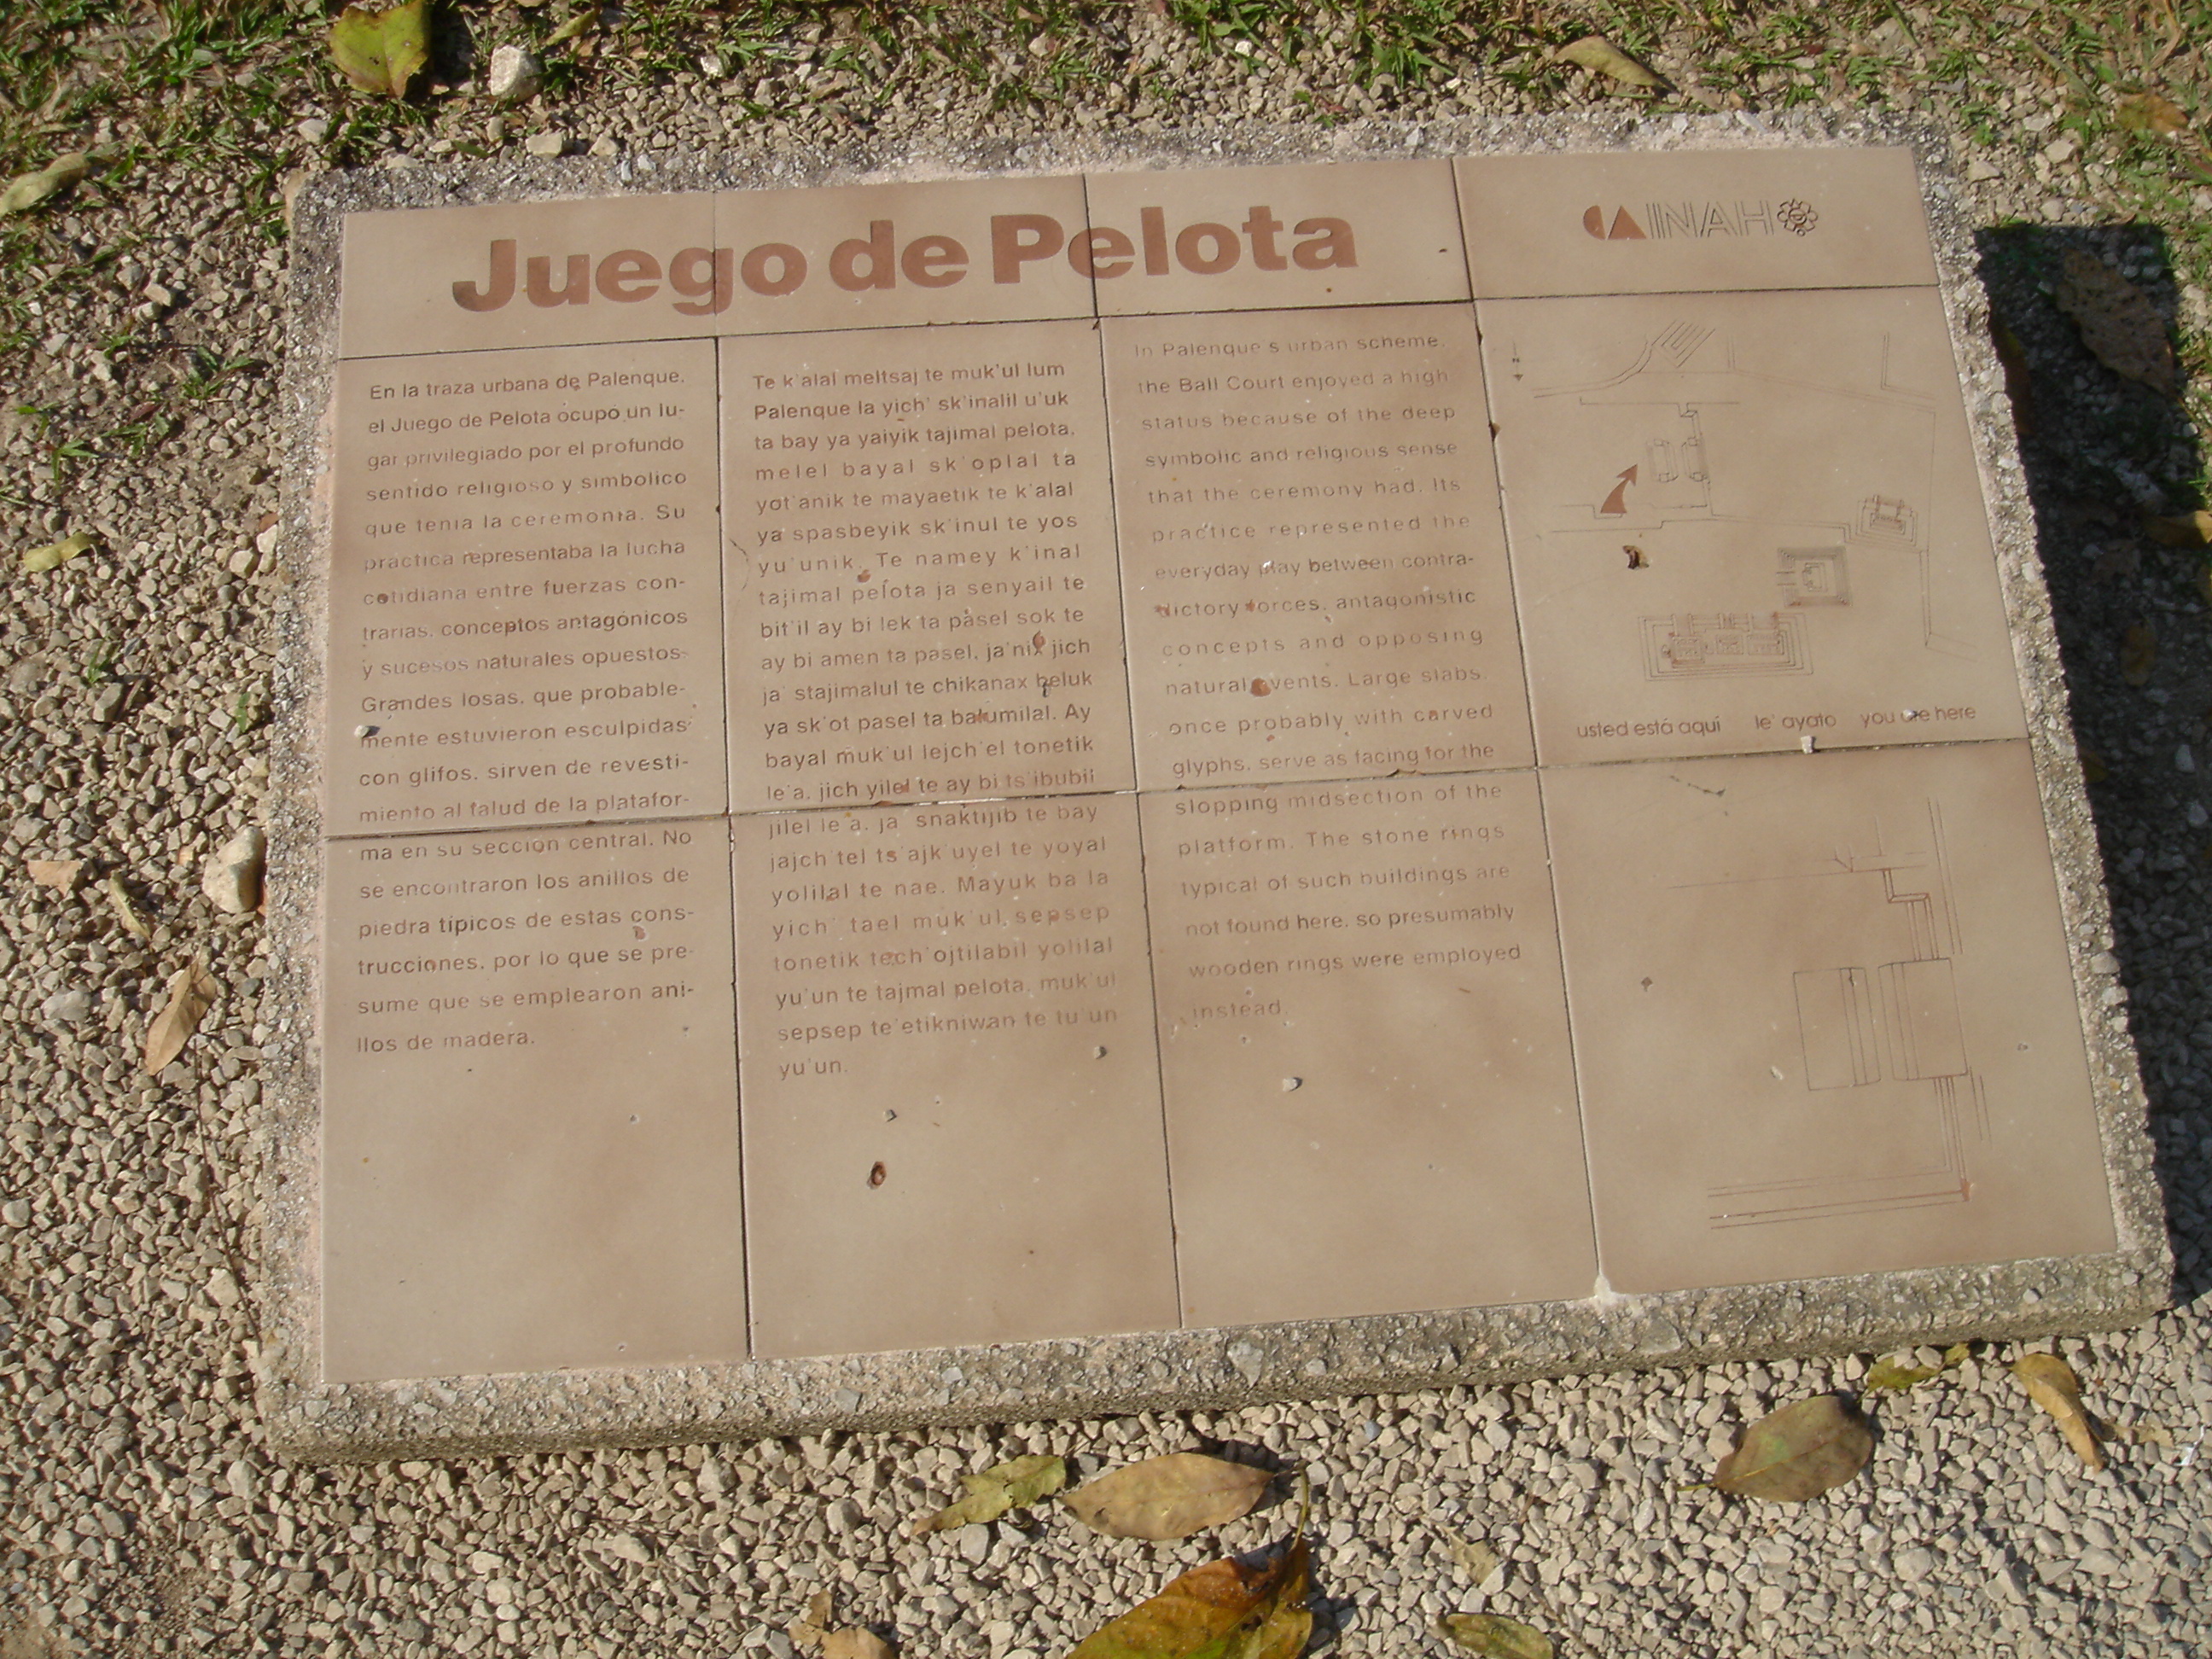 Juego de Pelota
INAH
En la traza urbana de Palenque,
el Juego de Pelota ocupó un lu-
gar privilegiado por el profundo
sentido religioso y simbólico
que tenía la ceremonia. Su
práctica representaba la lucha
cotidiana entre fuerzas con-
trarias, conceptos antagónicos
y sucesos naturales opuestos.
Grandes losas, que probable-
mente estuvieron esculpidas
con glifos, sirven de revesti-
miento al talud de la platafor-
ma en su sección central. No
se encontraron los anillos de
piedra típicos de estas cons-
trucciones, por lo que se pre-
sume que se emplearon ani-
llos de madera.
Te k'alal meltsaj te muk'ul lum
Palenque la yich' sk'inalil u'uk
ta bay ya yaiyik tajimal pelota,
melel bayal sk'oplal ta
yot'anik te mayaetik te k'alal
ya spasbeyik sk'inul te yos
yu'unik. Te namey k'inal
tajimal pelota ja senyail te
bit'il ay bi lek ta pasel sok te
ay bi amen ta pasel, ja'nix jich
ja' stajimalul te chikanax beluk
ya sk'ot pasel ta balumilal. Ay
bayal muk'ul lejch'el tonetik
le'a, jich yilel te ay bi ts'ibubil
jilel le'a, ja' snaktijib te bay
jajch'tel ts'ajk'uyel te yoyal
yolilal te nae. Mayuk ba la
yich' tael muk'ul sepsep
tonetik tech'ojtilabil yolilal
yu'un te tajmal pelota, muk'ul
sepsep te'etikniwan te tu'un
yu'un.
In Palenque's urban scheme,
the Ball Court enjoyed a high
status because of the deep
symbolic and religious sense
that the ceremony had. Its
practice represented the
everyday play between contra-
dictory forces, antagonistic
concepts and opposing
natural events. Large slabs,
once probably with carved
glyphs, serve as facing for the
slopping midsection of the
platform. The stone rings
typical of such buildings are
not found here, so presumably
wooden rings were employed
instead.
N
usted está aquí le' ayato you are here